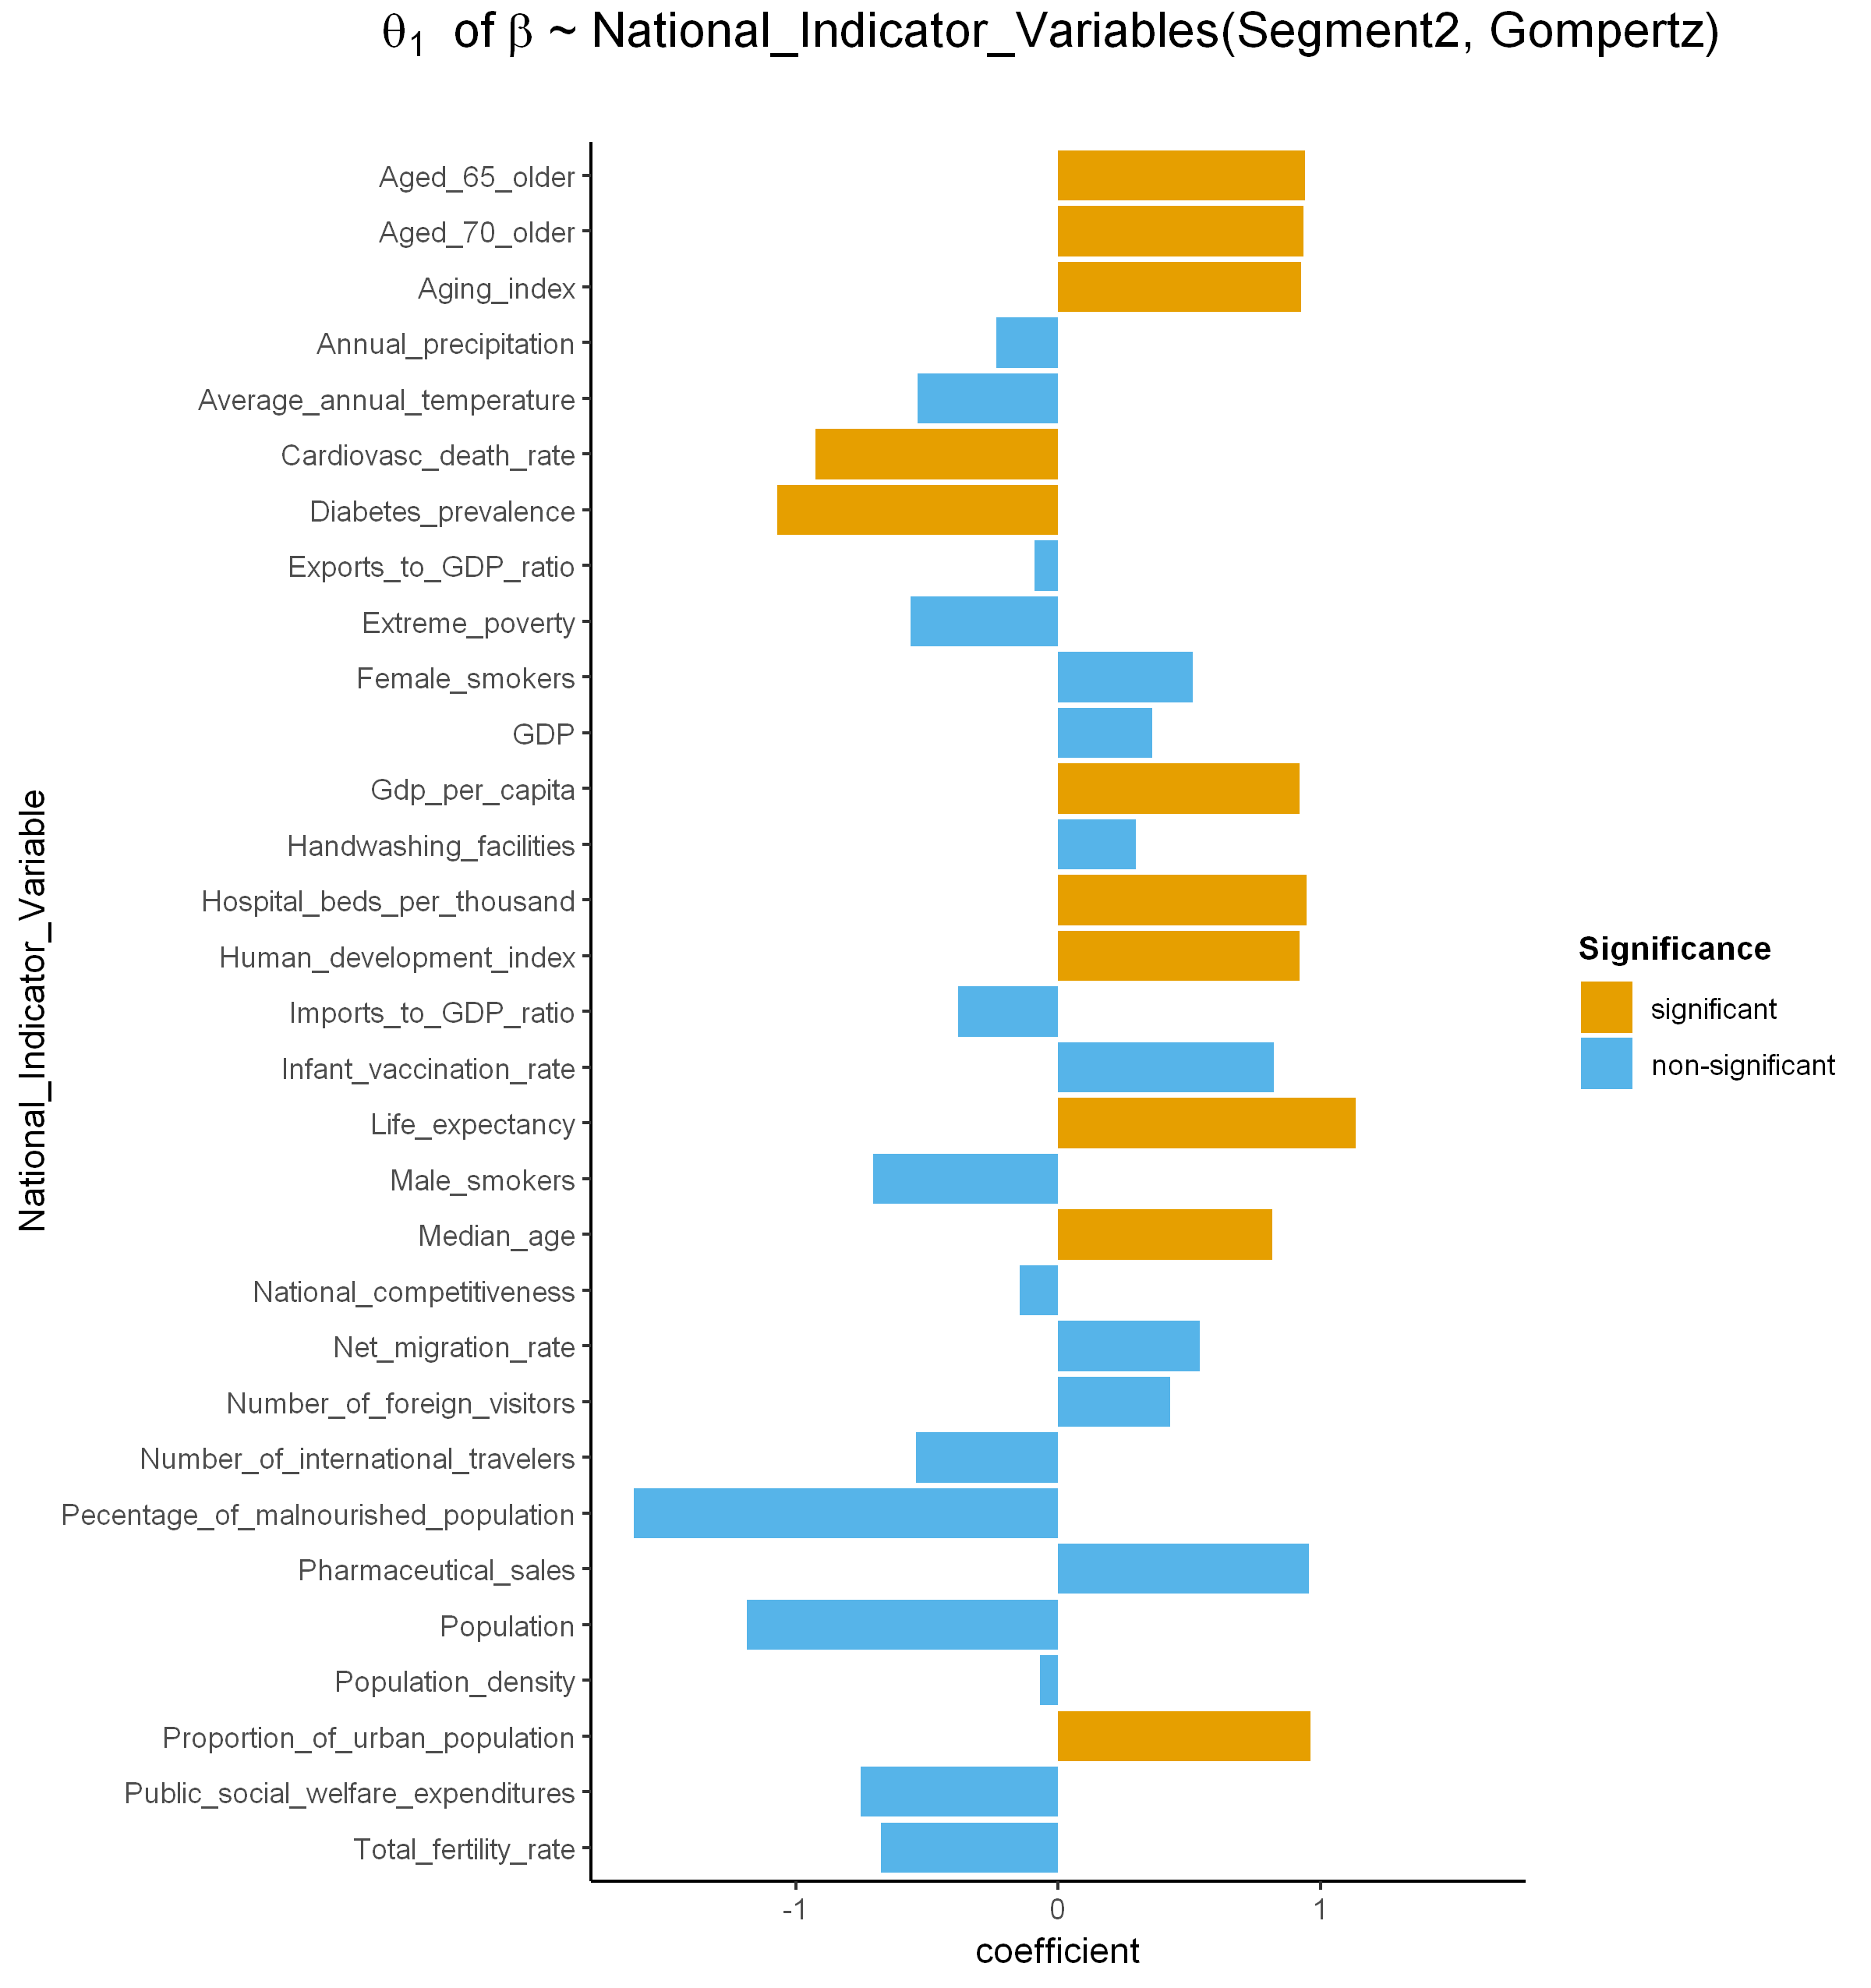 θ₁ of β ~ National_Indicator_Variables(Segment2, Gompertz)
National_Indicator_Variable
Aged_65_older
Aged_70_older
Aging_index
Annual_precipitation
Average_annual_temperature
Cardiovasc_death_rate
Diabetes_prevalence
Exports_to_GDP_ratio
Extreme_poverty
Female_smokers
GDP
Gdp_per_capita
Handwashing_facilities
Hospital_beds_per_thousand
Human_development_index
Imports_to_GDP_ratio
Infant_vaccination_rate
Life_expectancy
Male_smokers
Median_age
National_competitiveness
Net_migration_rate
Number_of_foreign_visitors
Number_of_international_travelers
Pecentage_of_malnourished_population
Pharmaceutical_sales
Population
Population_density
Proportion_of_urban_population
Public_social_welfare_expenditures
Total_fertility_rate
-1 0 1
coefficient
Significance
significant
non-significant